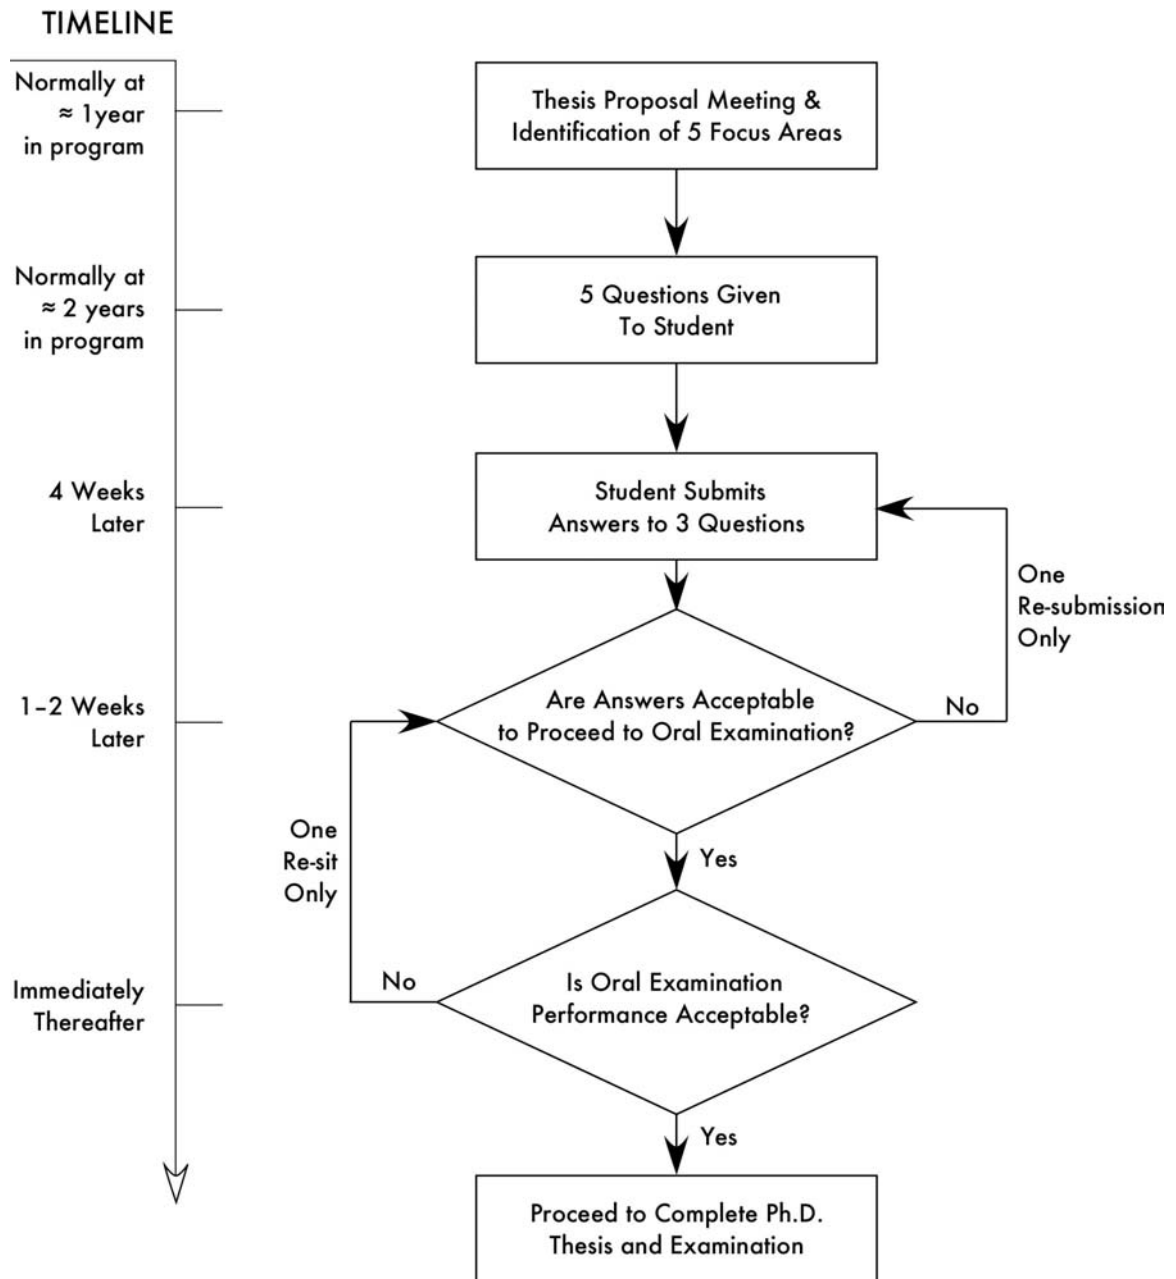 TIMELINE
Normally at
≈ 1year
in program
Thesis Proposal Meeting &
Identification of 5 Focus Areas
Normally at
≈ 2 years
in program
5 Questions Given
To Student
4 Weeks
Later
Student Submits
Answers to 3 Questions
One
Re-submission
Only
1–2 Weeks
Later
Are Answers Acceptable
to Proceed to Oral Examination?
No
One
Re-sit
Only
Yes
No
Immediately
Thereafter
Is Oral Examination
Performance Acceptable?
Yes
Proceed to Complete Ph.D.
Thesis and Examination